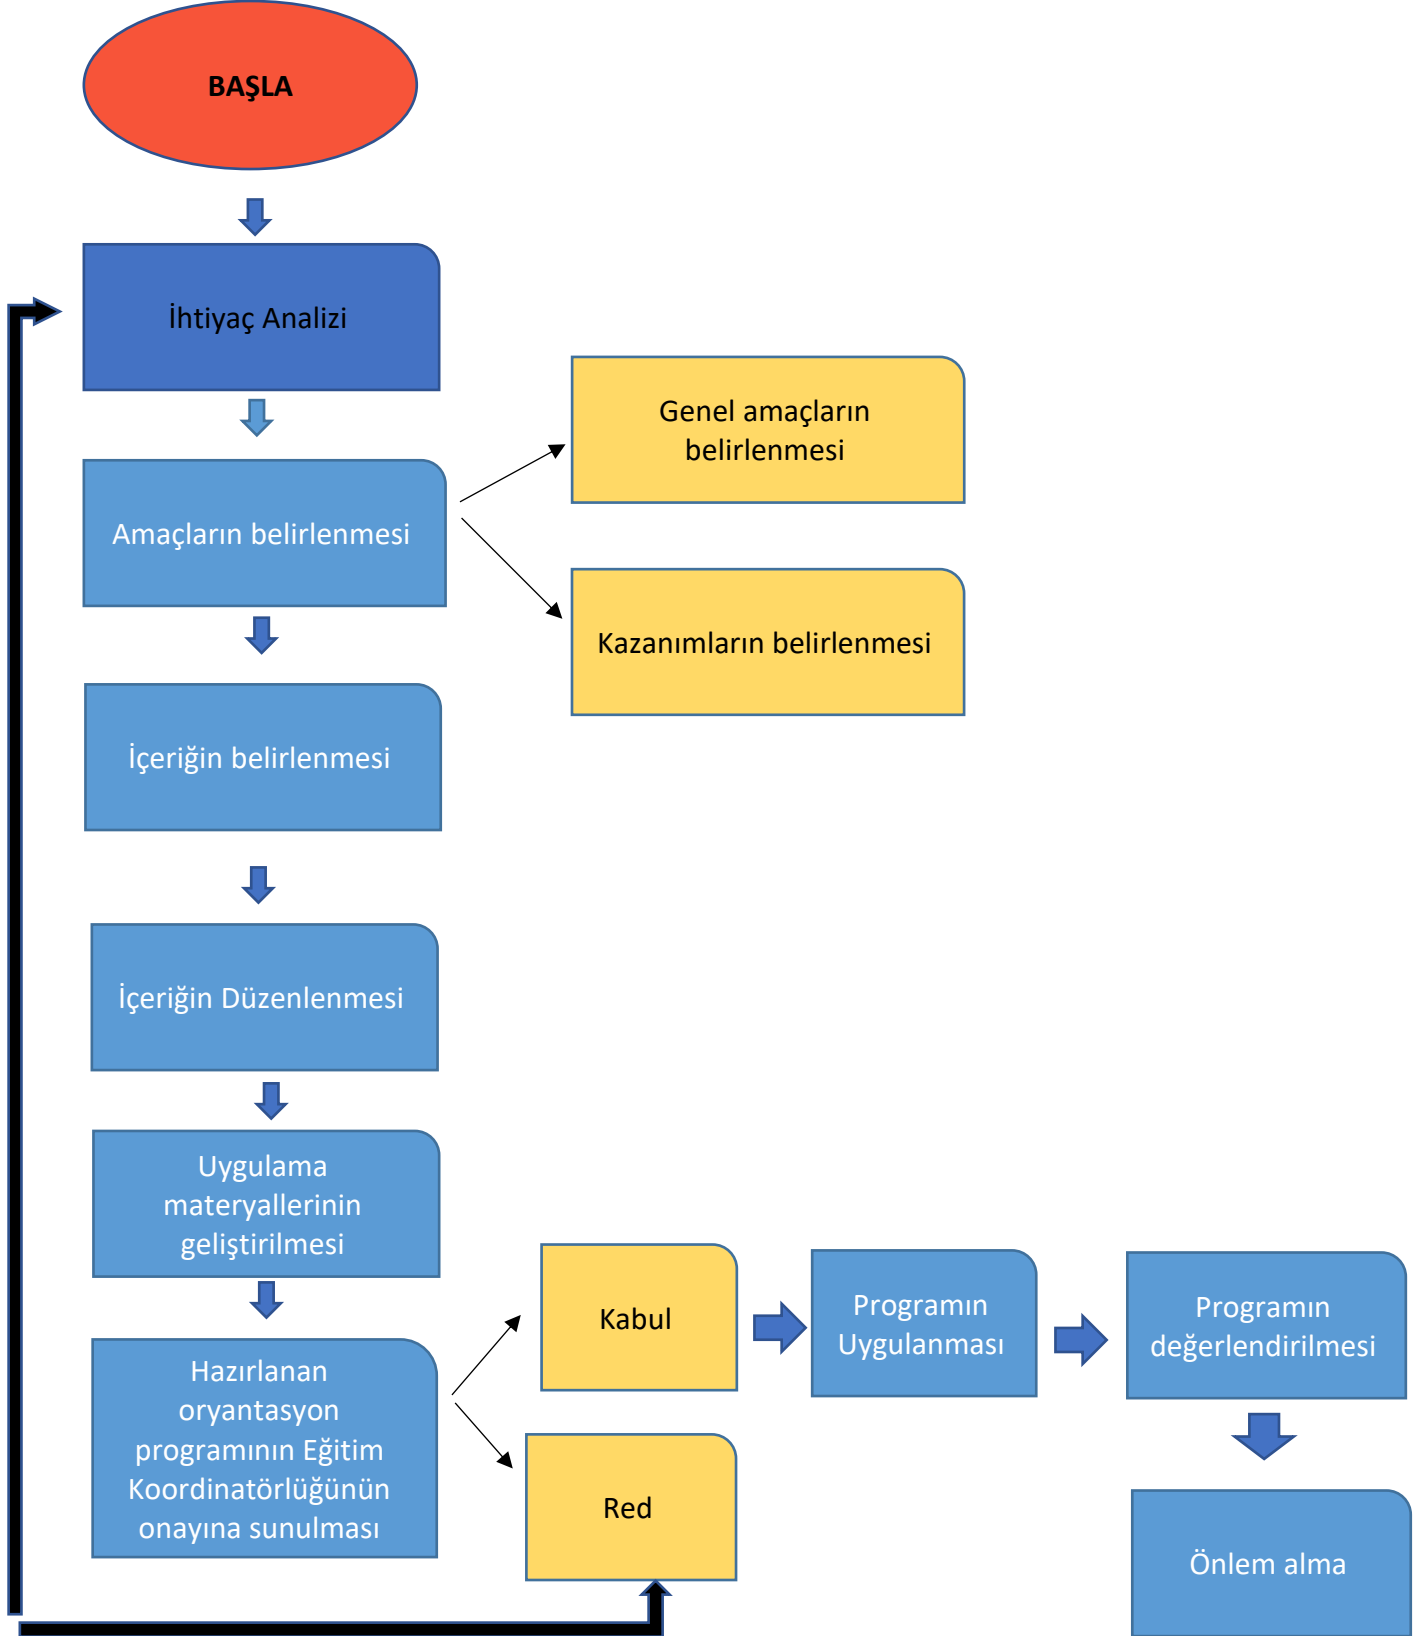 BAŞLA
İhtiyaç Analizi
Genel amaçların
belirlenmesi
Amaçların belirlenmesi
Kazanımların belirlenmesi
İçeriğin belirlenmesi
İçeriğin Düzenlenmesi
Uygulama
materyallerinin
geliştirilmesi
Hazırlanan
oryantasyon
programının Eğitim
Koordinatörlüğünün
onayına sunulması
Kabul
Red
Programın
Uygulanması
Programın
değerlendirilmesi
Önlem alma